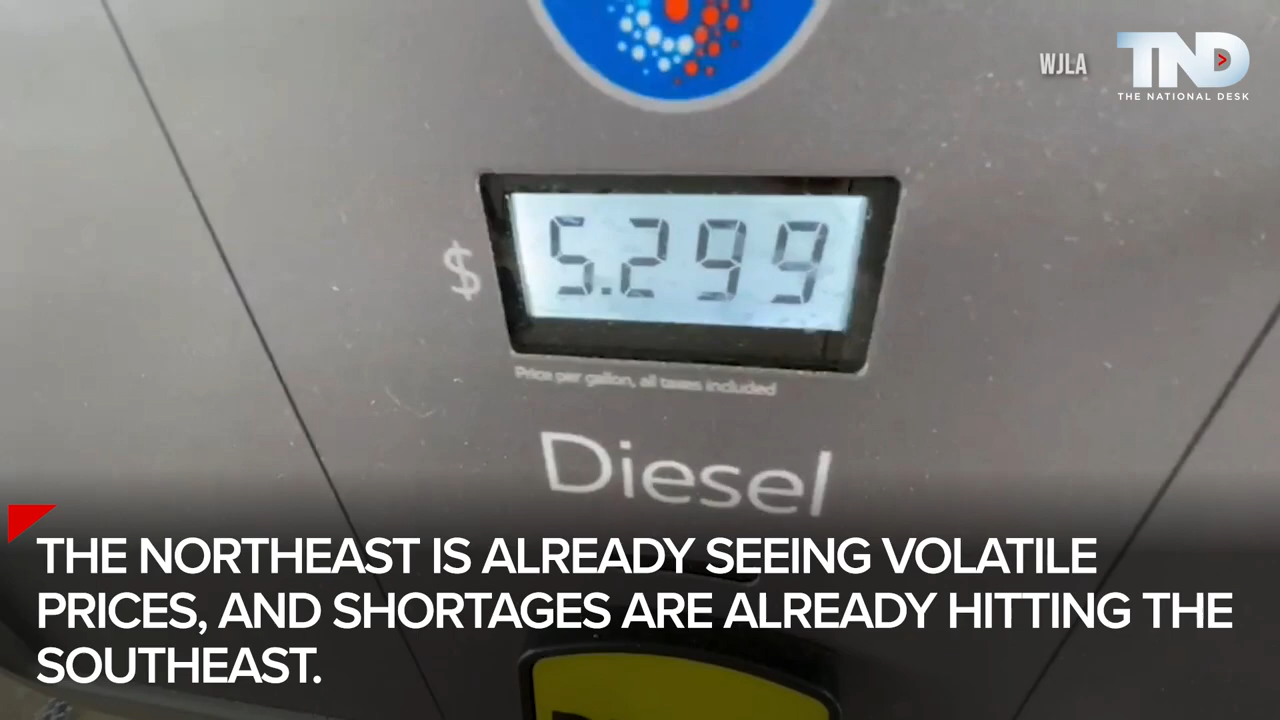 WJLA
TND
THE NATIONAL DESK
$ 5.299
Price per gallon, all taxes included
Diesel
THE NORTHEAST IS ALREADY SEEING VOLATILE
PRICES, AND SHORTAGES ARE ALREADY HITTING THE
SOUTHEAST.